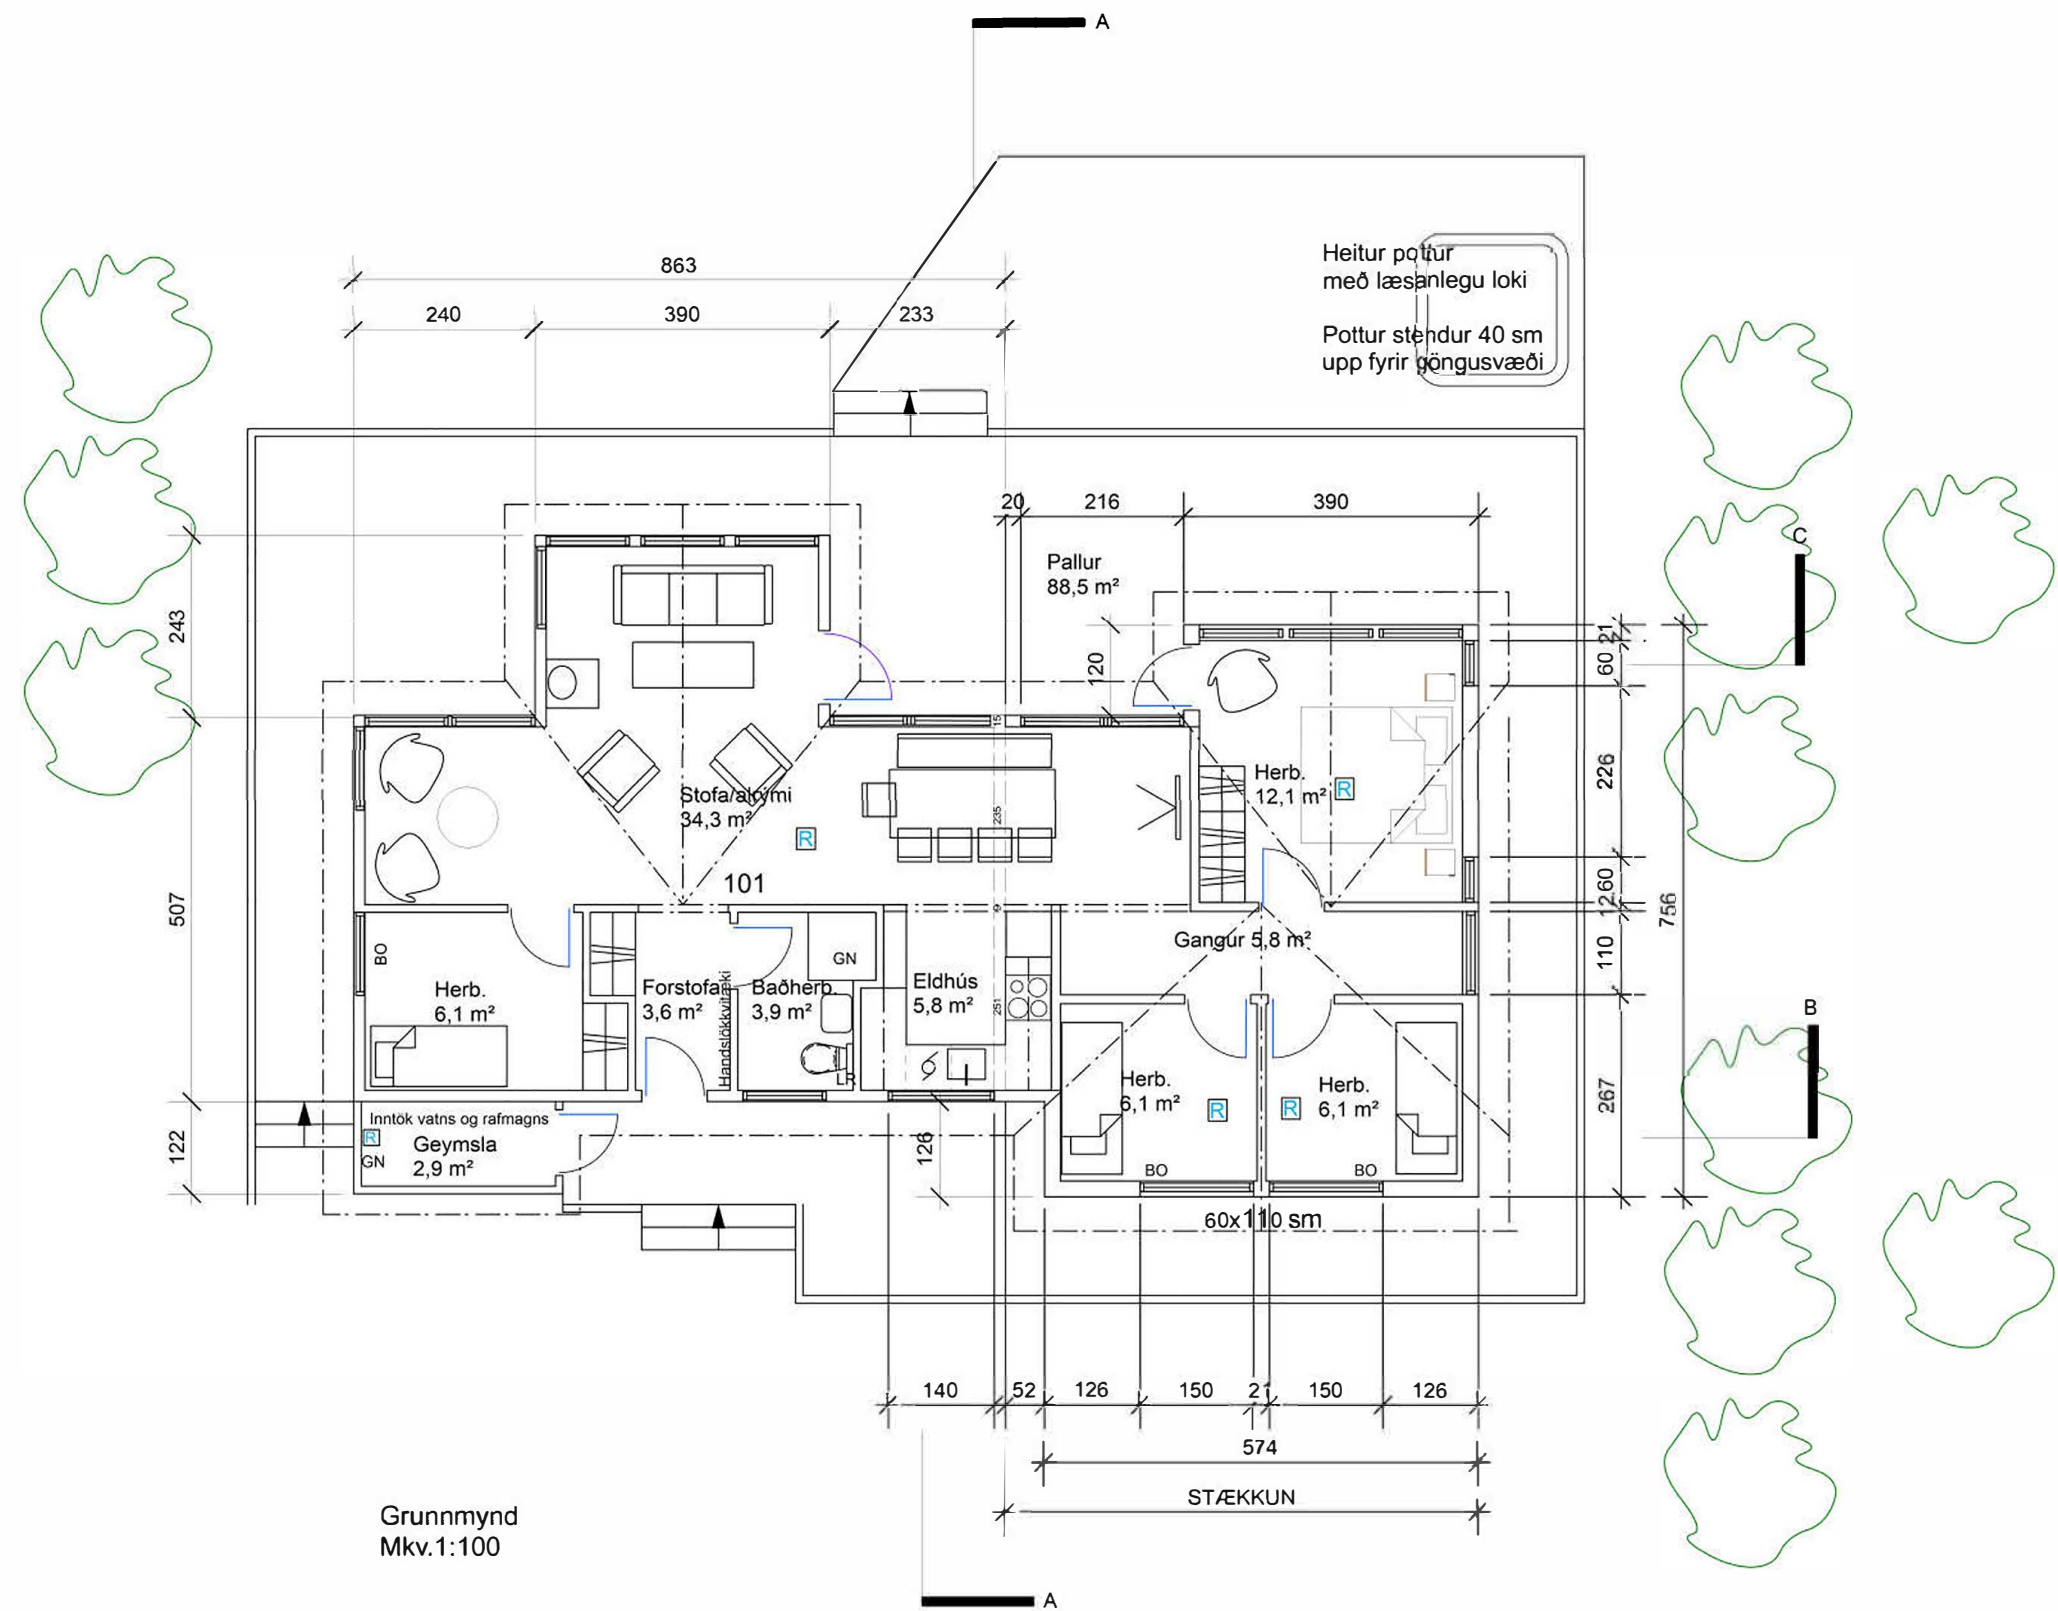 A
Heitur pottur
með læsanlegu loki
Pottur stendur 40 sm
upp fyrir göngusvæði
863
240
390
233
20
216
390
C
Pallur
88,5 m²
243
120
21
60
15
Herb.
12,1 m²
R
226
Stofa/alrými
34,3 m²
R
235
101
60
12
756
507
9
Gangur 5,8 m²
110
BO
GN
Herb.
6,1 m²
Forstofa
3,6 m²
Handslökkvitæki
Baðherb.
3,9 m²
Eldhús
5,8 m²
251
B
LR
Herb.
6,1 m²
R
R
Herb.
6,1 m²
267
Inntök vatns og rafmagns
R
Geymsla
2,9 m²
GN
122
126
BO
BO
60x110 sm
140
52
126
150
21
150
126
574
STÆKKUN
Grunnmynd
Mkv.1:100
A